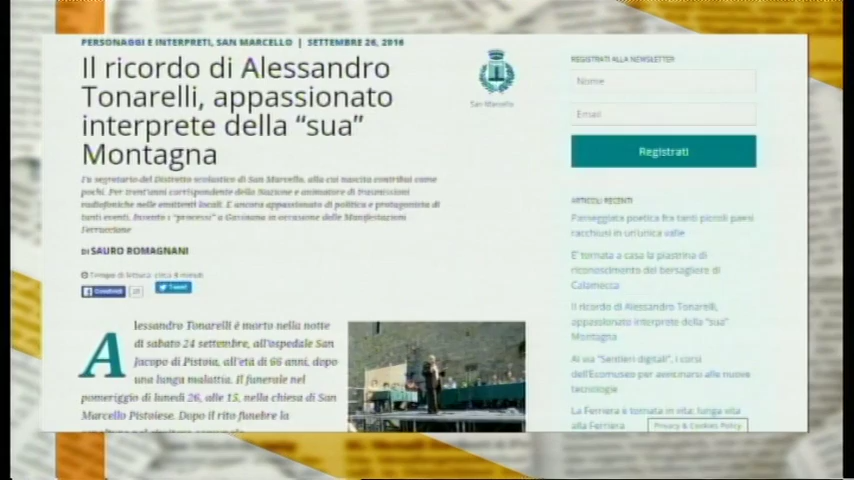 PERSONAGGI E INTERPRETI, SAN MARCELLO | SETTEMBRE 26, 2016
Il ricordo di Alessandro
Tonarelli, appassionato
interprete della “sua”
Montagna
Fu segretario del Distretto scolastico di San Marcello, alla cui nascita contribuì come
pochi. Per trent'anni corrispondente della Nazione e animatore di trasmissioni
radiofoniche nelle emittenti locali. E ancora appassionato di politica e protagonista di
tanti eventi. Inventò i "processi" a Gavinana in occasione delle Manifestazioni
Ferrucciane
DI SAURO ROMAGNANI
Tempo di lettura: circa 4 minuti
Condividi
Tweet
Alessandro Tonarelli è morto nella notte
di sabato 24 settembre, all'ospedale San
Jacopo di Pistoia, all'età di 66 anni, dopo
una lunga malattia. Il funerale nel
pomeriggio di lunedì 26, alle 15, nella chiesa di San
Marcello Pistoiese. Dopo il rito funebre la
San Marcello
REGISTRATI ALLA NEWSLETTER
Nome
Email
Registrati
ARTICOLI RECENTI
Passeggiata poetica fra tanti piccoli paesi
racchiusi in un'unica valle
E' tornata a casa la piastrina di
riconoscimento del bersagliere di
Calamecca
Il ricordo di Alessandro Tonarelli,
appassionato interprete della “sua”
Montagna
Al via "Sentieri digitali", i corsi
dell'Ecomuseo per avvicinarsi alle nuove
tecnologie
La Ferriera è tornata in vita: lunga vita
alla Ferriera
Privacy & Cookies Policy